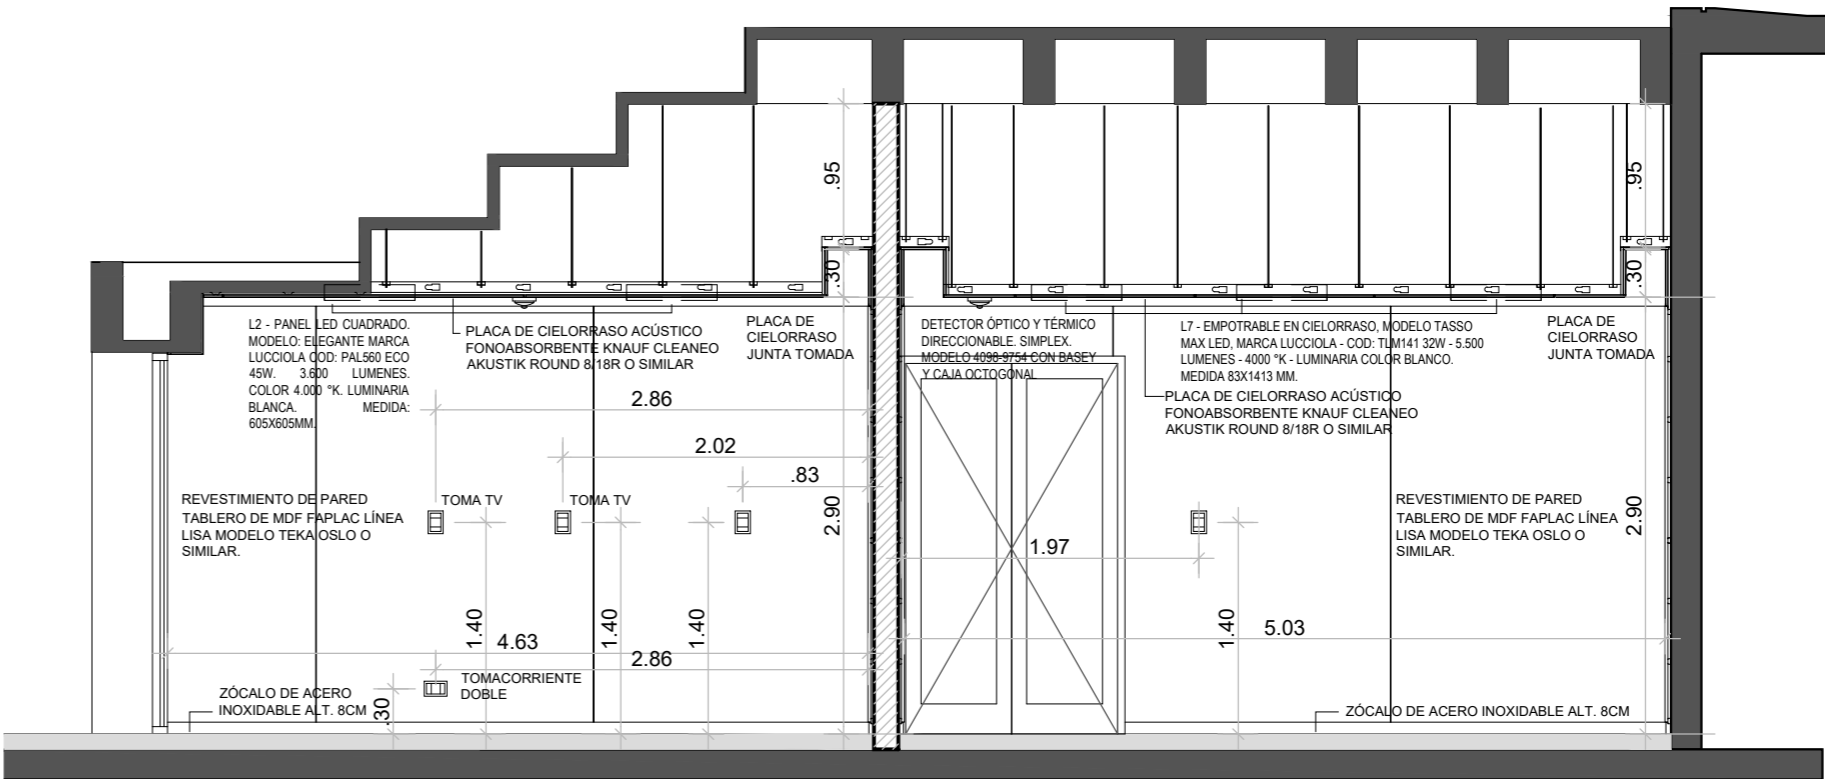 .95
.95
.30
.30
L2 - PANEL LED CUADRADO.
MODELO: ELEGANTE MARCA
LUCCIOLA COD: PAL560 ECO
45W. 3.600 LUMENES.
COLOR 4.000 °K. LUMINARIA
BLANCA. MEDIDA:
605X605MM.
PLACA DE CIELORRASO ACÚSTICO
FONOABSORBENTE KNAUF CLEANEO
AKUSTIK ROUND 8/18R O SIMILAR
PLACA DE
CIELORRASO
JUNTA TOMADA
DETECTOR ÓPTICO Y TÉRMICO
DIRECCIONABLE. SIMPLEX.
MODELO 4098-9754 CON BASEY
Y CAJA OCTOGONAL
L7 - EMPOTRABLE EN CIELORRASO, MODELO TASSO
MAX LED, MARCA LUCCIOLA - COD: TLM141 32W - 5.500
LUMENES - 4000 °K - LUMINARIA COLOR BLANCO.
MEDIDA 83X1413 MM.
PLACA DE
CIELORRASO
JUNTA TOMADA
PLACA DE CIELORRASO ACÚSTICO
FONOABSORBENTE KNAUF CLEANEO
AKUSTIK ROUND 8/18R O SIMILAR
2.86
2.02
.83
REVESTIMIENTO DE PARED
TABLERO DE MDF FAPLAC LÍNEA
LISA MODELO TEKA OSLO O
SIMILAR.
TOMA TV
TOMA TV
2.90
1.97
REVESTIMIENTO DE PARED
TABLERO DE MDF FAPLAC LÍNEA
LISA MODELO TEKA OSLO O
SIMILAR.
2.90
1.40
1.40
1.40
1.40
4.63
2.86
5.03
TOMACORRIENTE
DOBLE
.30
ZÓCALO DE ACERO
INOXIDABLE ALT. 8CM
ZÓCALO DE ACERO INOXIDABLE ALT. 8CM